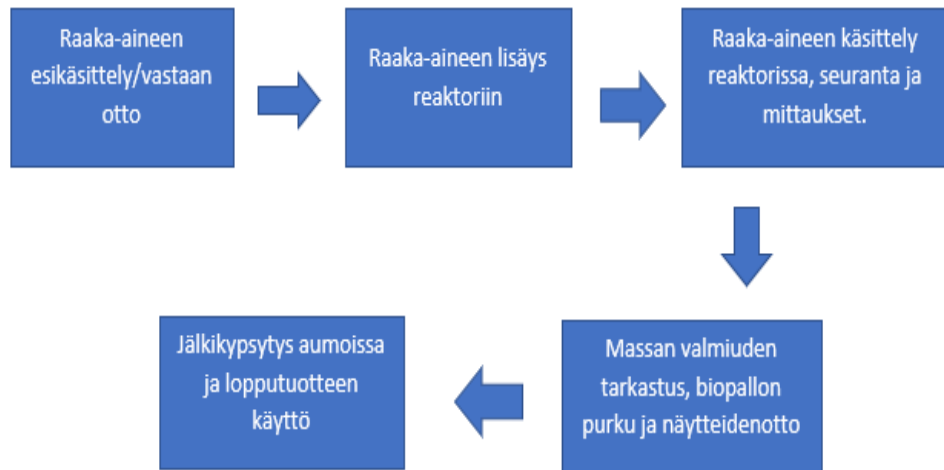 Raaka-aineen
esikäsittely/vastaan
otto
Raaka-aineen lisäys
reaktoriin
Raaka-aineen käsittely
reaktorissa, seuranta ja
mittaukset.
Massan valmiuden
tarkastus, biopallon
purku ja näytteidenotto
Jälkikypsytys aumoissa
ja lopputuotteen
käyttö